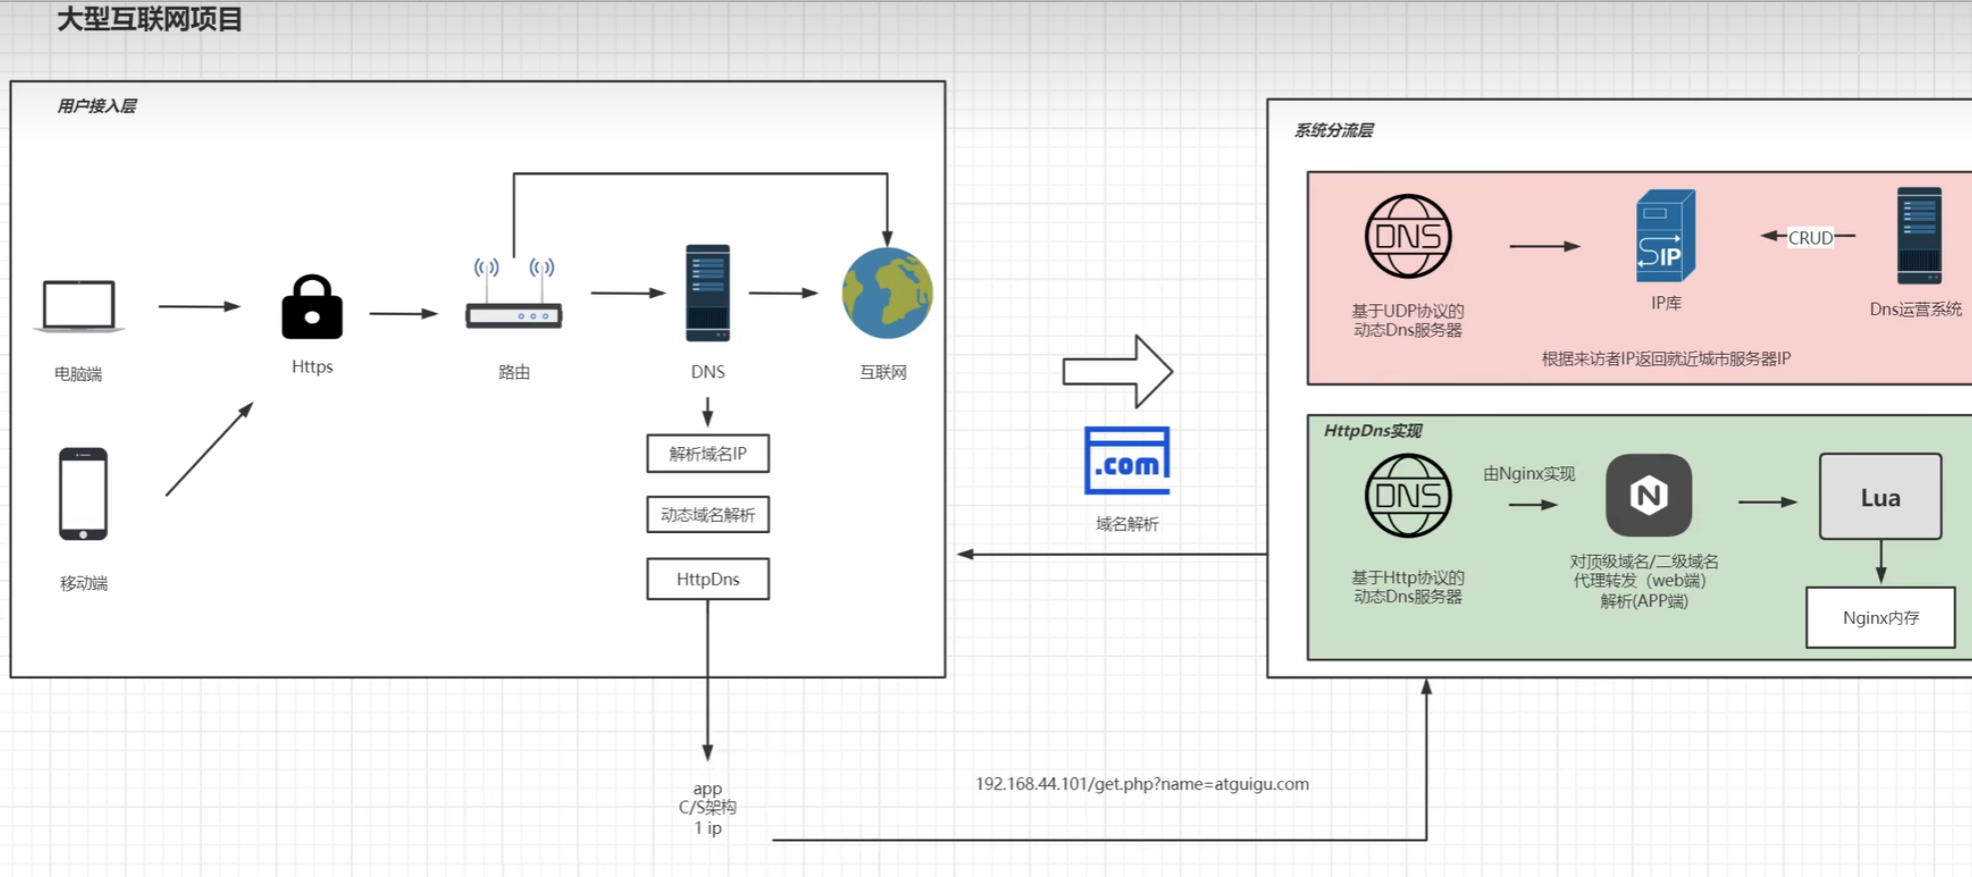 大型互联网项目
用户接入层
电脑端
移动端
Https
路由
DNS
互联网
解析域名IP
动态域名解析
HttpDns
app
C/S架构
1 ip
.com
域名解析
192.168.44.101/get.php?name=atguigu.com
系统分流层
DNS
基于UDP协议的
动态Dns服务器
IP
IP库
CRUD
Dns运营系统
根据来访者IP返回就近城市服务器IP
HttpDns实现
DNS
基于Http协议的
动态Dns服务器
由Nginx实现
N
对顶级域名/二级域名
代理转发（web端）
解析(APP端)
Lua
Nginx内存